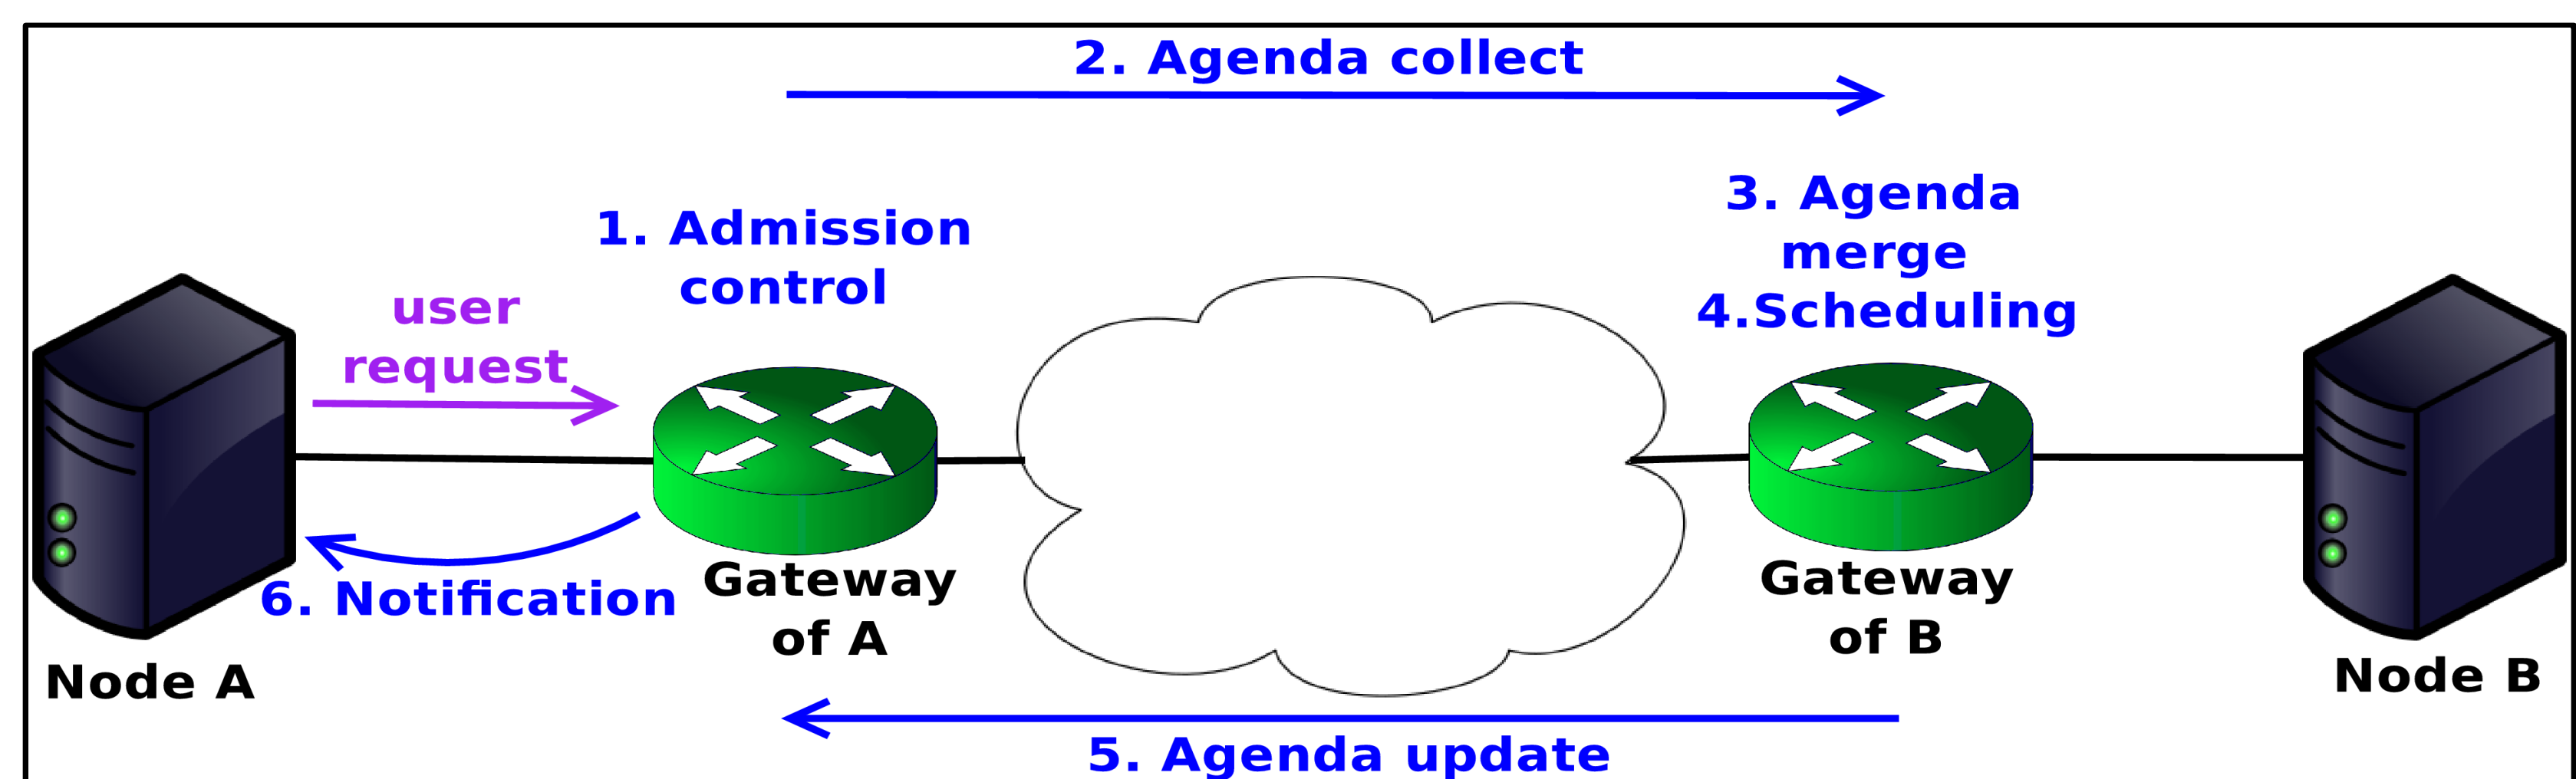 2. Agenda collect
3. Agenda
merge
4.Scheduling
1. Admission
control
user
request
6. Notification
Gateway
of A
Gateway
of B
Node A
Node B
5. Agenda update